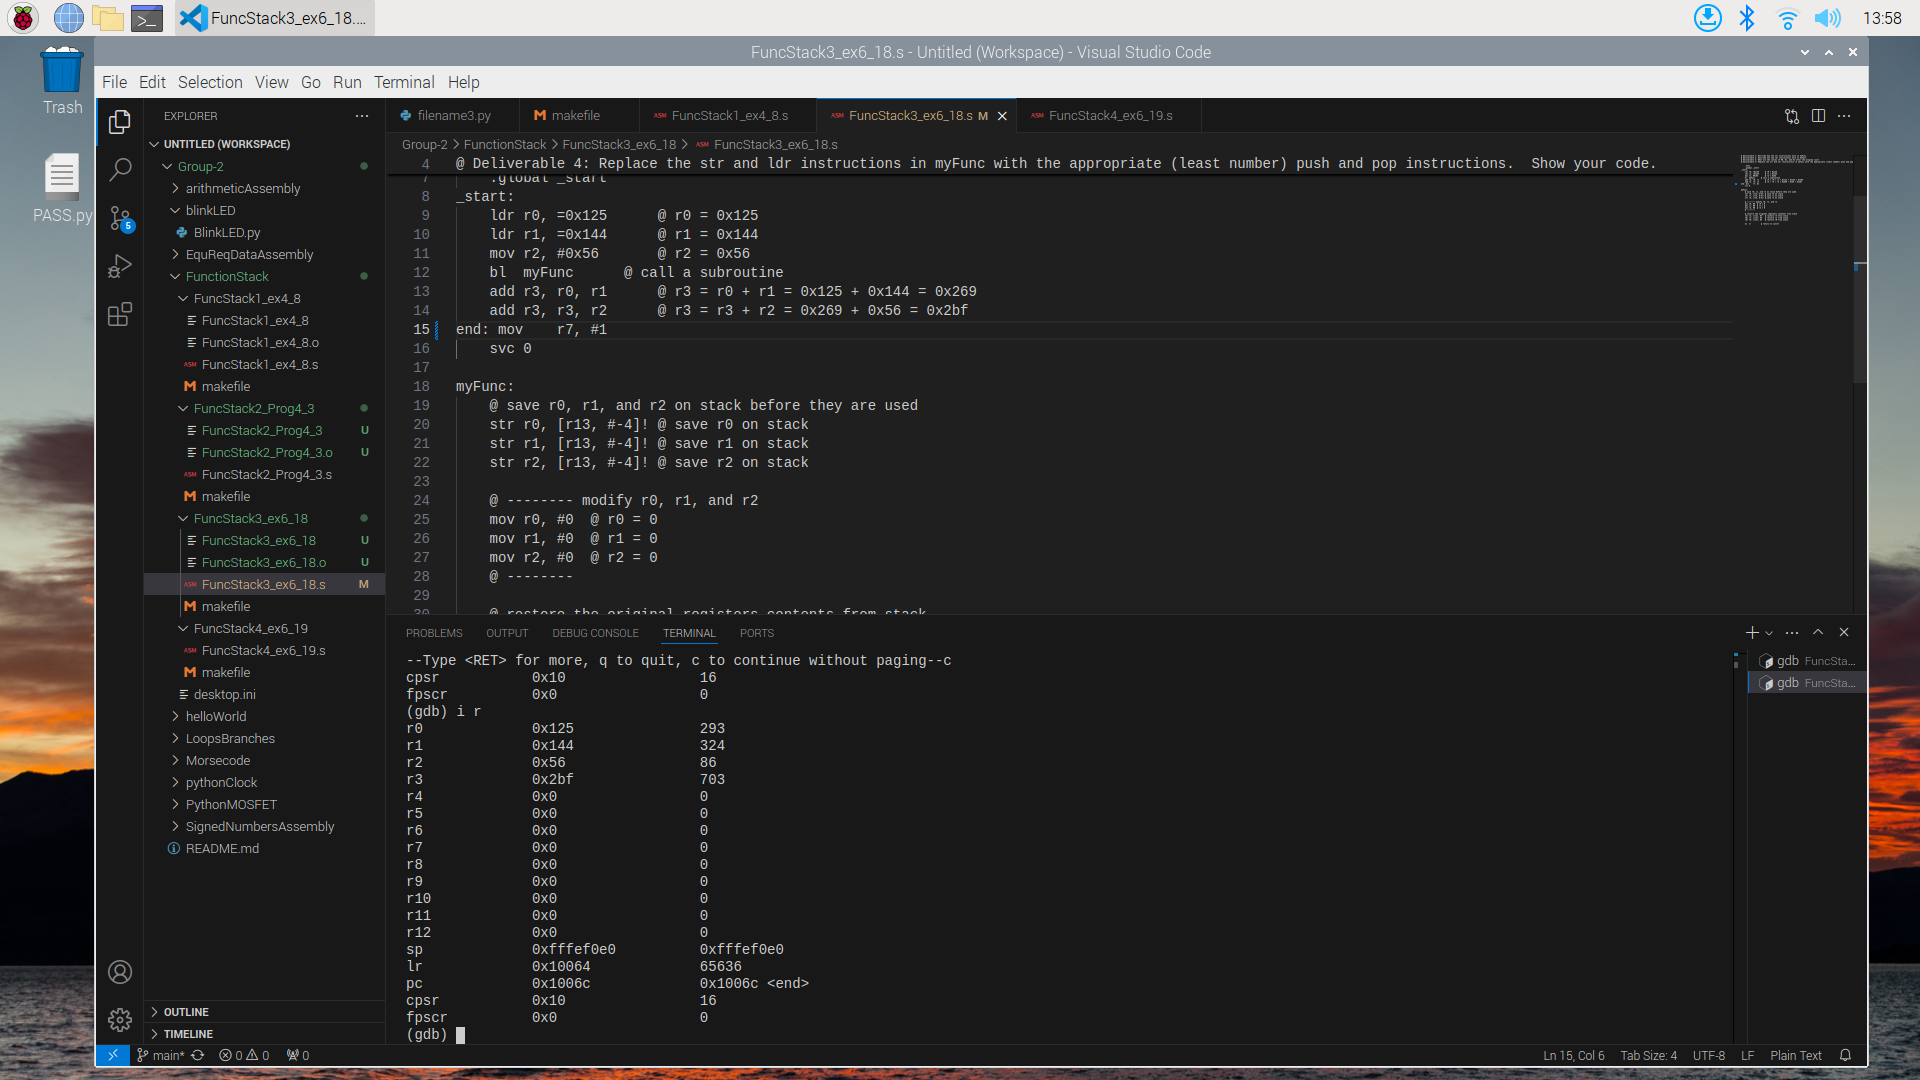 FuncStack3_ex6_18....
13:58
Trash
PASS.py
FuncStack3_ex6_18.s - Untitled (Workspace) - Visual Studio Code
File Edit Selection View Go Run Terminal Help
EXPLORER
UNTITLED (WORKSPACE)
Group-2
arithmeticAssembly
blinkLED
BlinkLED.py
EquReqDataAssembly
FunctionStack
FuncStack1_ex4_8
FuncStack1_ex4_8
FuncStack1_ex4_8.o
ASM FuncStack1_ex4_8.s
M makefile
FuncStack2_Prog4_3
FuncStack2_Prog4_3 U
FuncStack2_Prog4_3.o U
ASM FuncStack2_Prog4_3.s
M makefile
FuncStack3_ex6_18
FuncStack3_ex6_18 U
FuncStack3_ex6_18.o U
ASM FuncStack3_ex6_18.s M
M makefile
FuncStack4_ex6_19
ASM FuncStack4_ex6_19.s
M makefile
desktop.ini
helloWorld
LoopsBranches
Morsecode
pythonClock
PythonMOSFET
SignedNumbersAssembly
README.md
OUTLINE
TIMELINE
5
filename3.py M makefile ASM FuncStack1_ex4_8.s ASM FuncStack3_ex6_18.s M ASM FuncStack4_ex6_19.s
Group-2 > FunctionStack > FuncStack3_ex6_18 > ASM FuncStack3_ex6_18.s
4 @ Deliverable 4: Replace the str and ldr instructions in myFunc with the appropriate (least number) push and pop instructions.  Show your code.
7 .global _start
8 _start:
9 ldr r0, =0x125 @ r0 = 0x125
10 ldr r1, =0x144 @ r1 = 0x144
11 mov r2, #0x56 @ r2 = 0x56
12 bl  myFunc @ call a subroutine
13 add r3, r0, r1 @ r3 = r0 + r1 = 0x125 + 0x144 = 0x269
14 add r3, r3, r2 @ r3 = r3 + r2 = 0x269 + 0x56 = 0x2bf
15 end: mov r7, #1
16 svc 0
17
18 myFunc:
19 @ save r0, r1, and r2 on stack before they are used
20 str r0, [r13, #-4]! @ save r0 on stack
21 str r1, [r13, #-4]! @ save r1 on stack
22 str r2, [r13, #-4]! @ save r2 on stack
23
24 @ -------- modify r0, r1, and r2
25 mov r0, #0  @ r0 = 0
26 mov r1, #0  @ r1 = 0
27 mov r2, #0  @ r2 = 0
28 @ --------
29
30 @ restore the original registers contents from stack
PROBLEMS OUTPUT DEBUG CONSOLE TERMINAL PORTS
--Type <RET> for more, q to quit, c to continue without paging--c
cpsr 0x10 16
fpscr 0x0 0
(gdb) i r
r0 0x125 293
r1 0x144 324
r2 0x56 86
r3 0x2bf 703
r4 0x0 0
r5 0x0 0
r6 0x0 0
r7 0x0 0
r8 0x0 0
r9 0x0 0
r10 0x0 0
r11 0x0 0
r12 0x0 0
sp 0xfffef0e0 0xfffef0e0
lr 0x10064 65636
pc 0x1006c 0x1006c <end>
cpsr 0x10 16
fpscr 0x0 0
(gdb)
gdb FuncSta...
gdb FuncSta...
main* 0 0 0
Ln 15, Col 6 Tab Size: 4 UTF-8 LF Plain Text